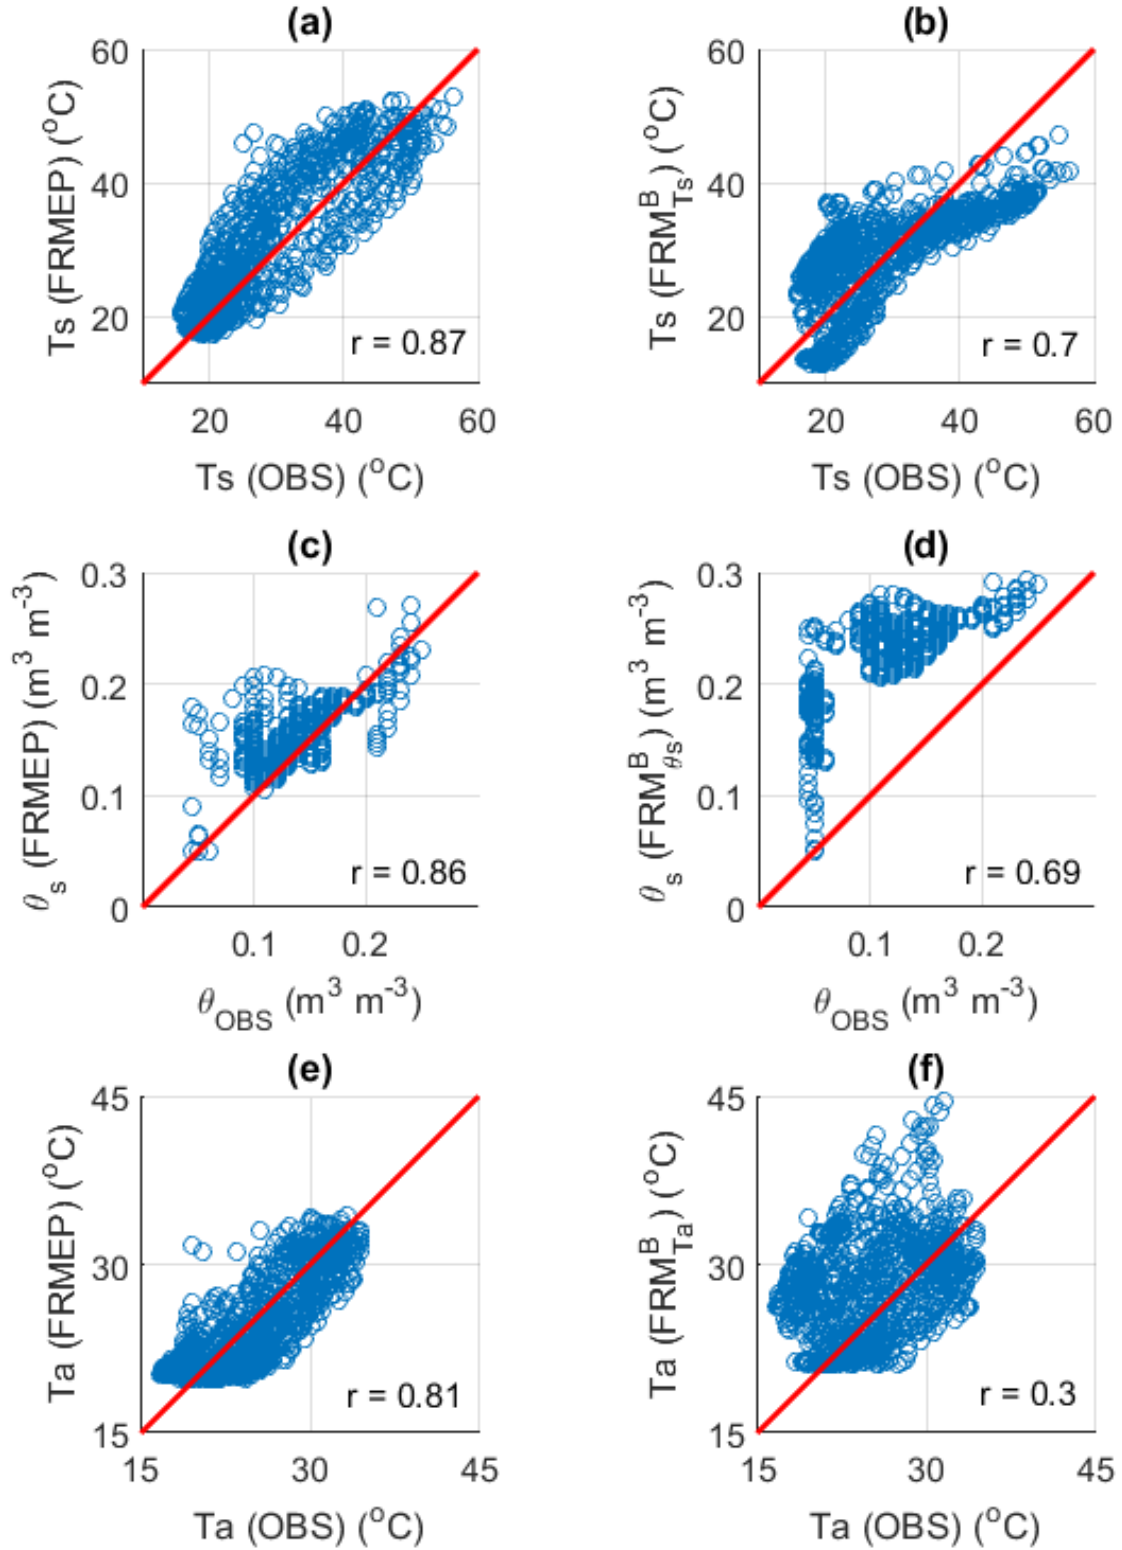 (a)
Ts (FRMEP) (°C)
60
40
20
r = 0.87
20 40 60
Ts (OBS) (°C)
(b)
Ts (FRM^B_Ts) (°C)
60
40
20
r = 0.7
20 40 60
Ts (OBS) (°C)
(c)
θ_s (FRMEP) (m³ m⁻³)
0.3
0.2
0.1
0
r = 0.86
0.1 0.2
θ_OBS (m³ m⁻³)
(d)
θ_s (FRM^B_θs) (m³ m⁻³)
0.3
0.2
0.1
0
r = 0.69
0.1 0.2
θ_OBS (m³ m⁻³)
(e)
Ta (FRMEP) (°C)
45
30
15
r = 0.81
15 30 45
Ta (OBS) (°C)
(f)
Ta (FRM^B_Ta) (°C)
45
30
15
r = 0.3
15 30 45
Ta (OBS) (°C)